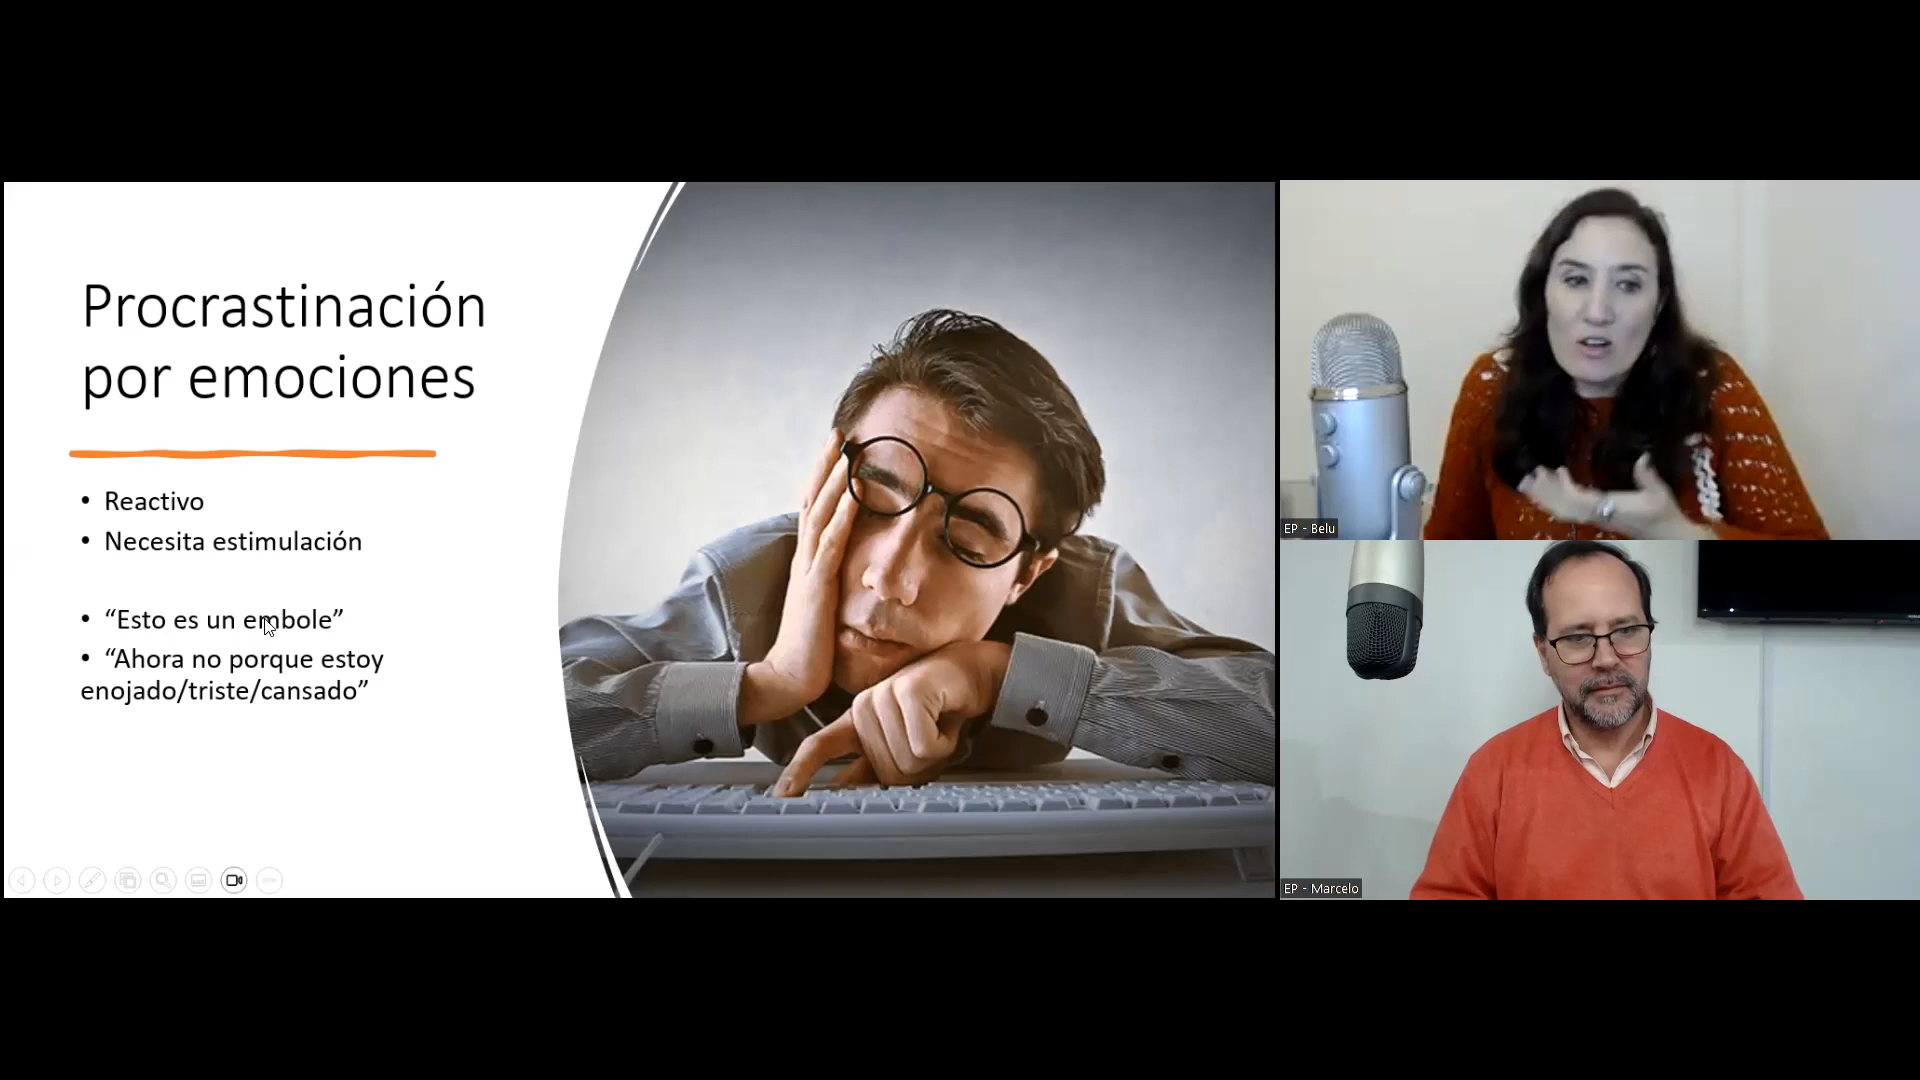 Procrastinación
por emociones
• Reactivo
• Necesita estimulación
• “Esto es un embole”
• “Ahora no porque estoy
enojado/triste/cansado”
EP - Belu
EP - Marcelo